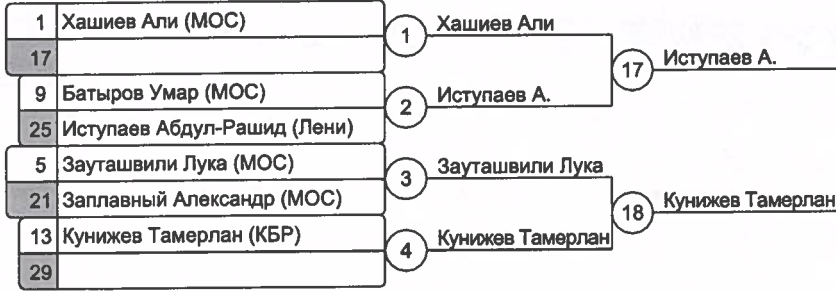 1 Хашиев Али (МОС)
17
9 Батыров Умар (МОС)
25 Иступаев Абдул-Рашид (Лени)
5 Зауташвили Лука (МОС)
21 Заплавный Александр (МОС)
13 Кунижев Тамерлан (КБР)
29
1 Хашиев Али
2 Иступаев А.
3 Зауташвили Лука
4 Кунижев Тамерлан
17 Иступаев А.
18 Кунижев Тамерлан